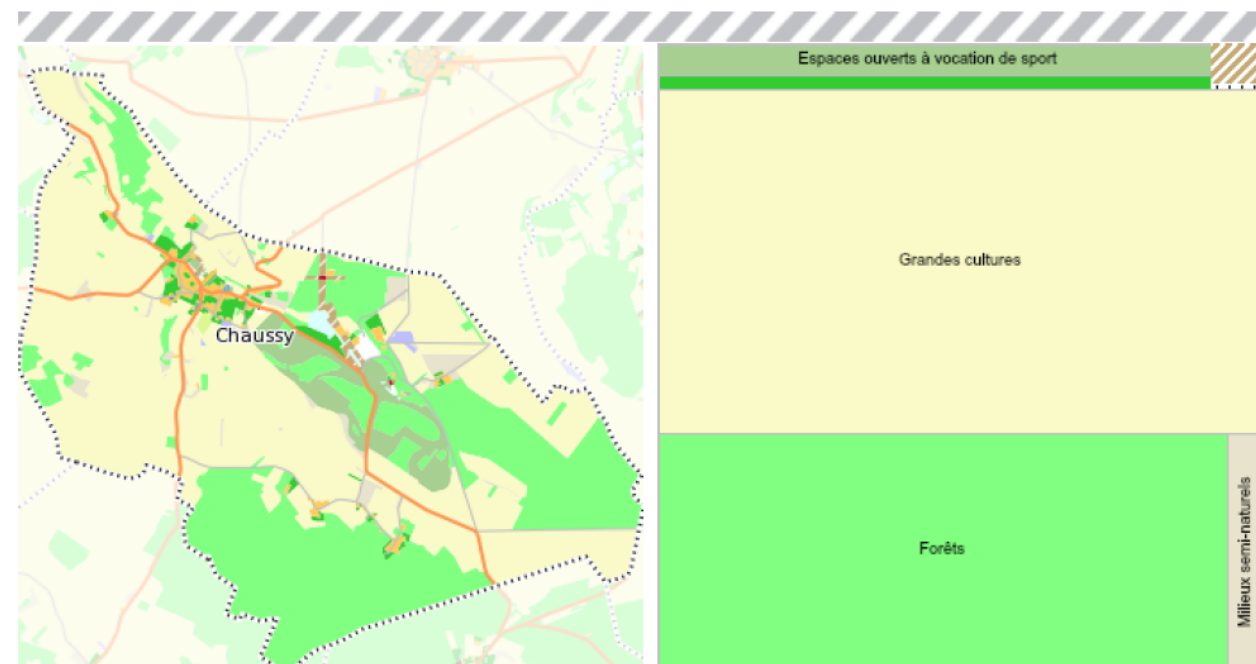 Espaces ouverts à vocation de sport
Grandes cultures
Chaussy
Forêts
Milieux semi-naturels